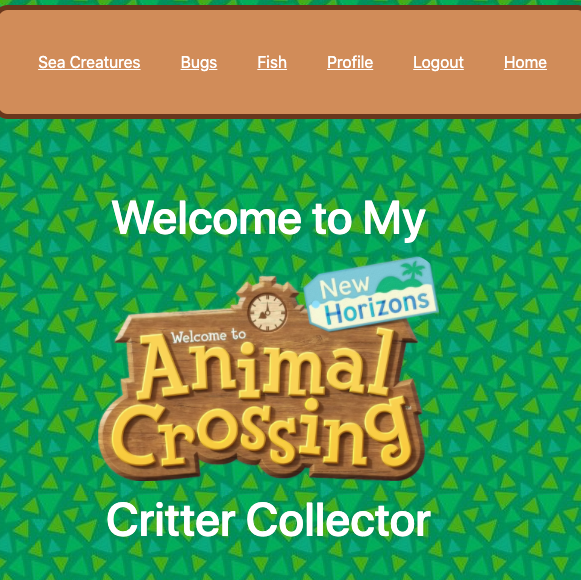 Sea Creatures Bugs Fish Profile Logout Home
Welcome to My
New
Horizons
Welcome to
Animal
Crossing
Critter Collector